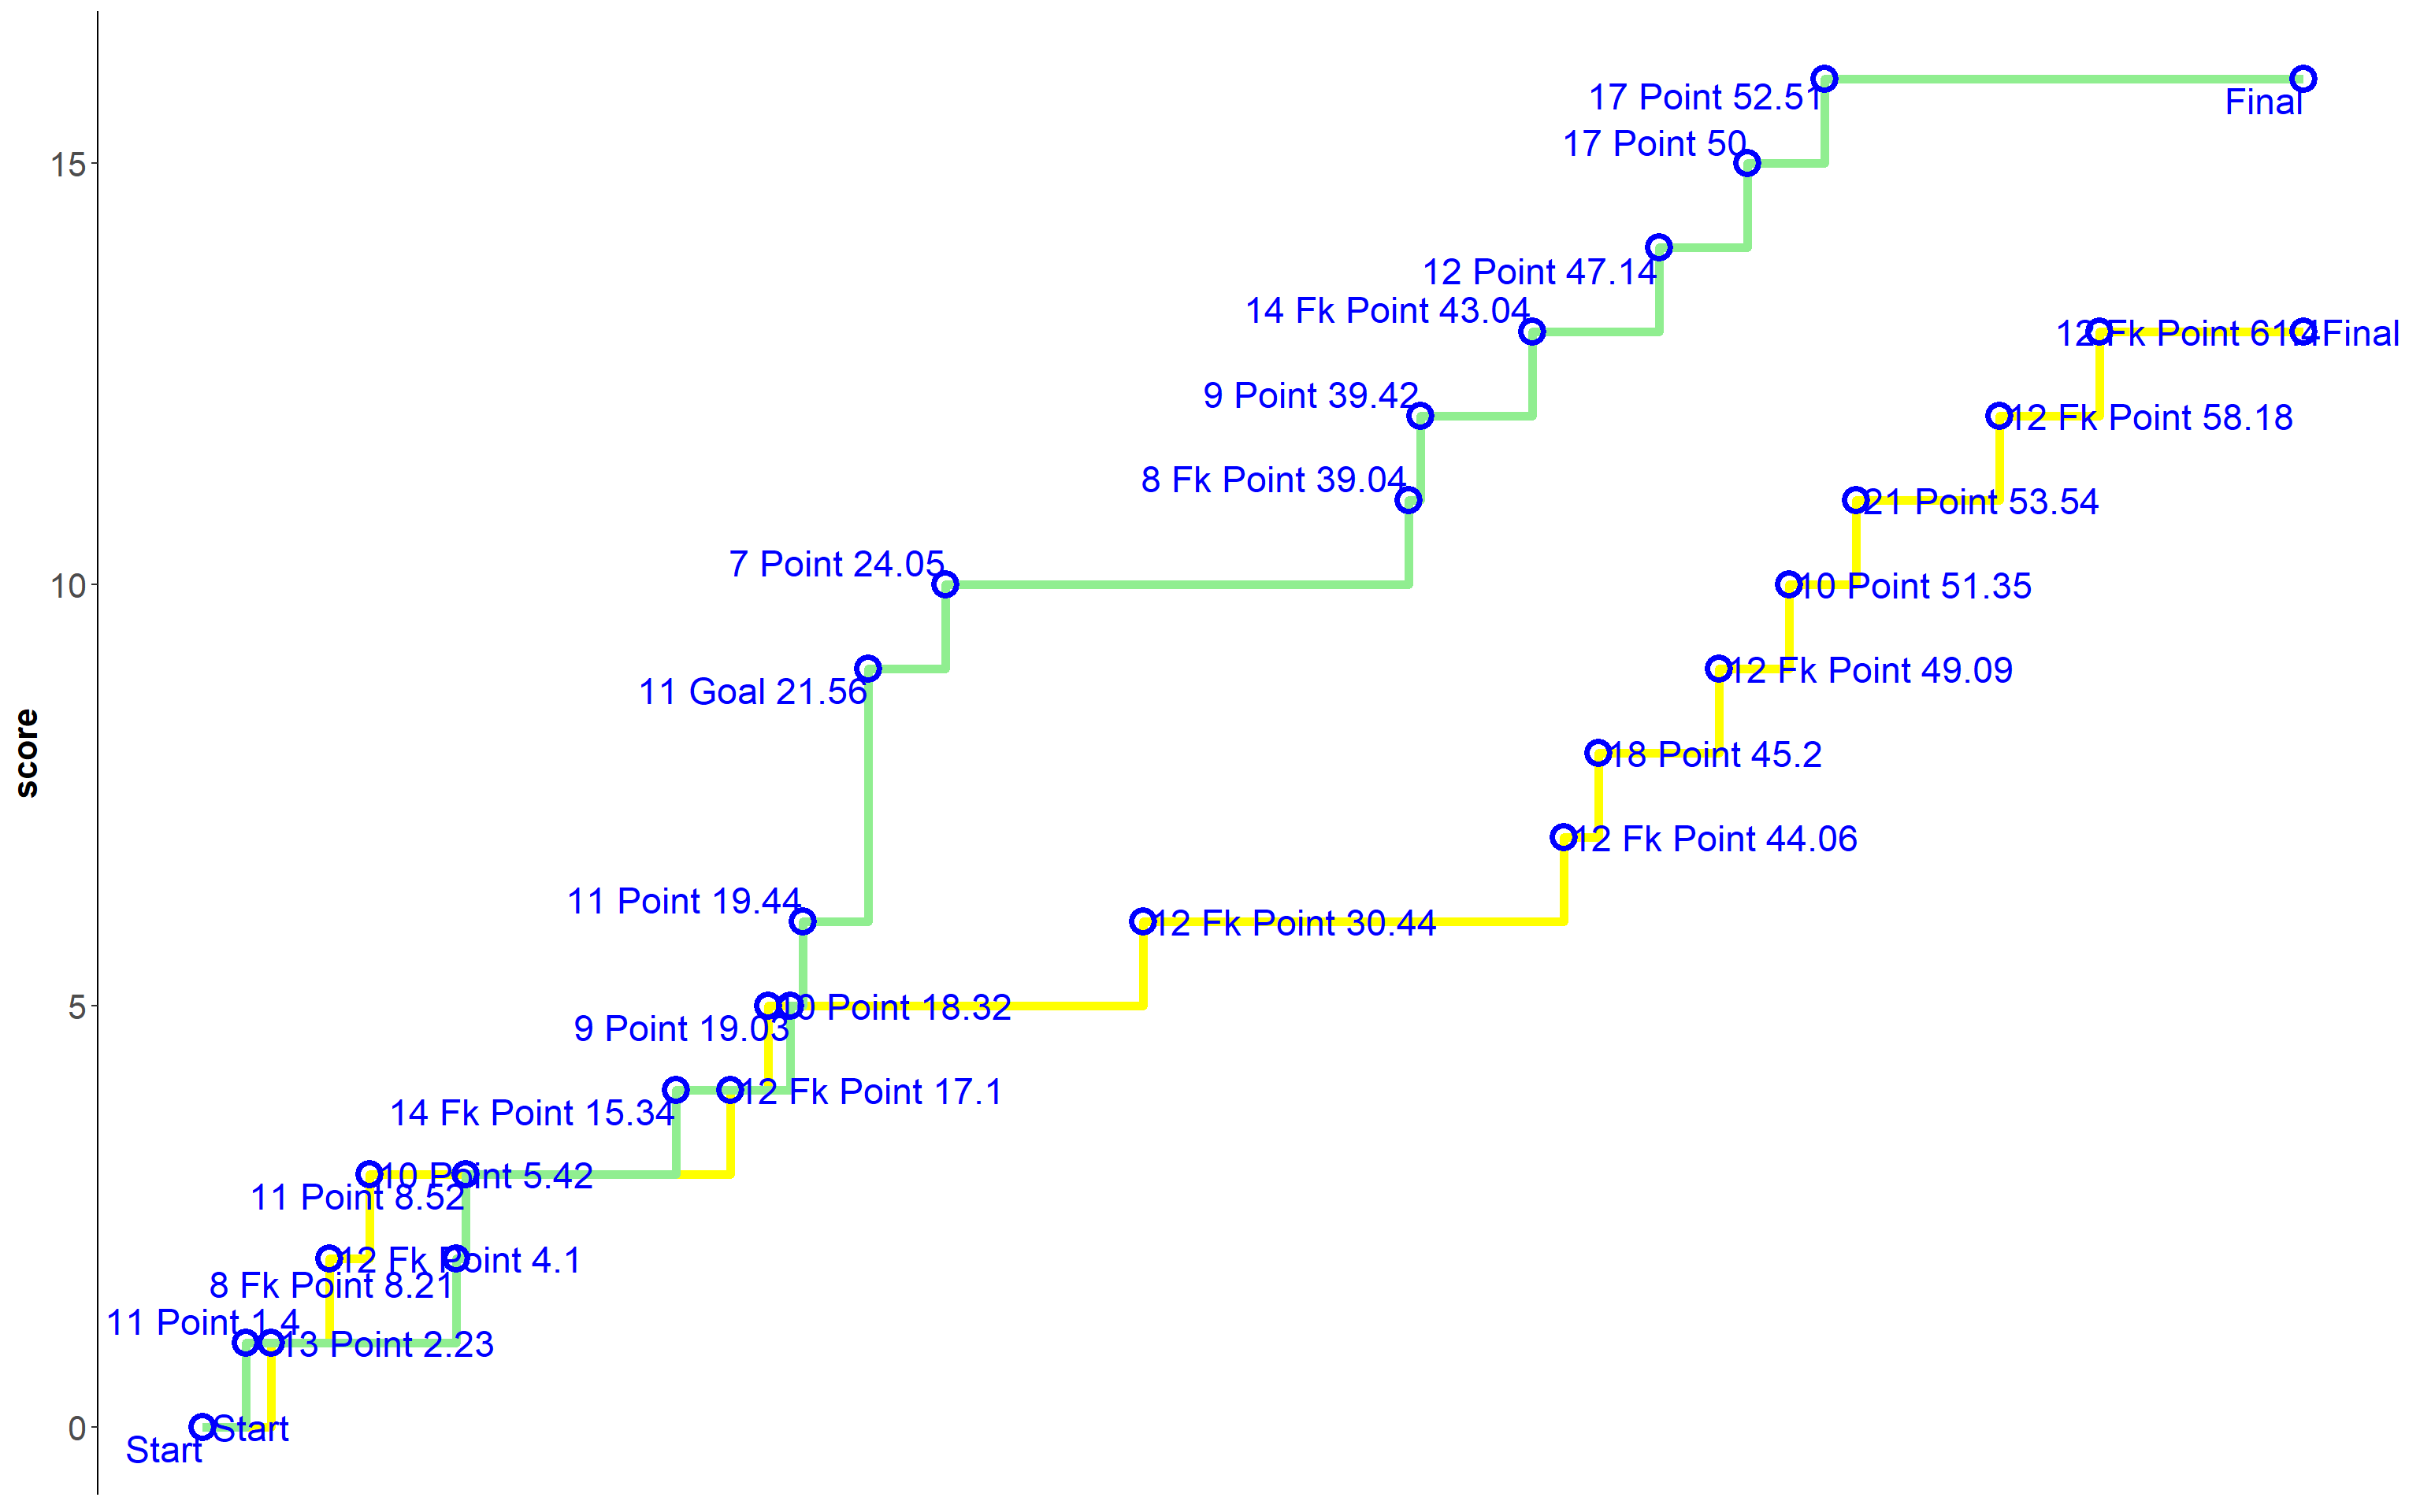 17 Point 52.51
Final
17 Point 50
15
12 Point 47.14
14 Fk Point 43.04
12 Fk Point 61.4
Final
9 Point 39.42
12 Fk Point 58.18
8 Fk Point 39.04
21 Point 53.54
7 Point 24.05
10
10 Point 51.35
11 Goal 21.56
12 Fk Point 49.09
score
18 Point 45.2
12 Fk Point 44.06
11 Point 19.44
12 Fk Point 30.44
5
10 Point 18.32
9 Point 19.03
14 Fk Point 15.34
12 Fk Point 17.1
10 Point 5.42
11 Point 8.52
12 Fk Point 4.1
8 Fk Point 8.21
11 Point 1.4
13 Point 2.23
0
Start
Start